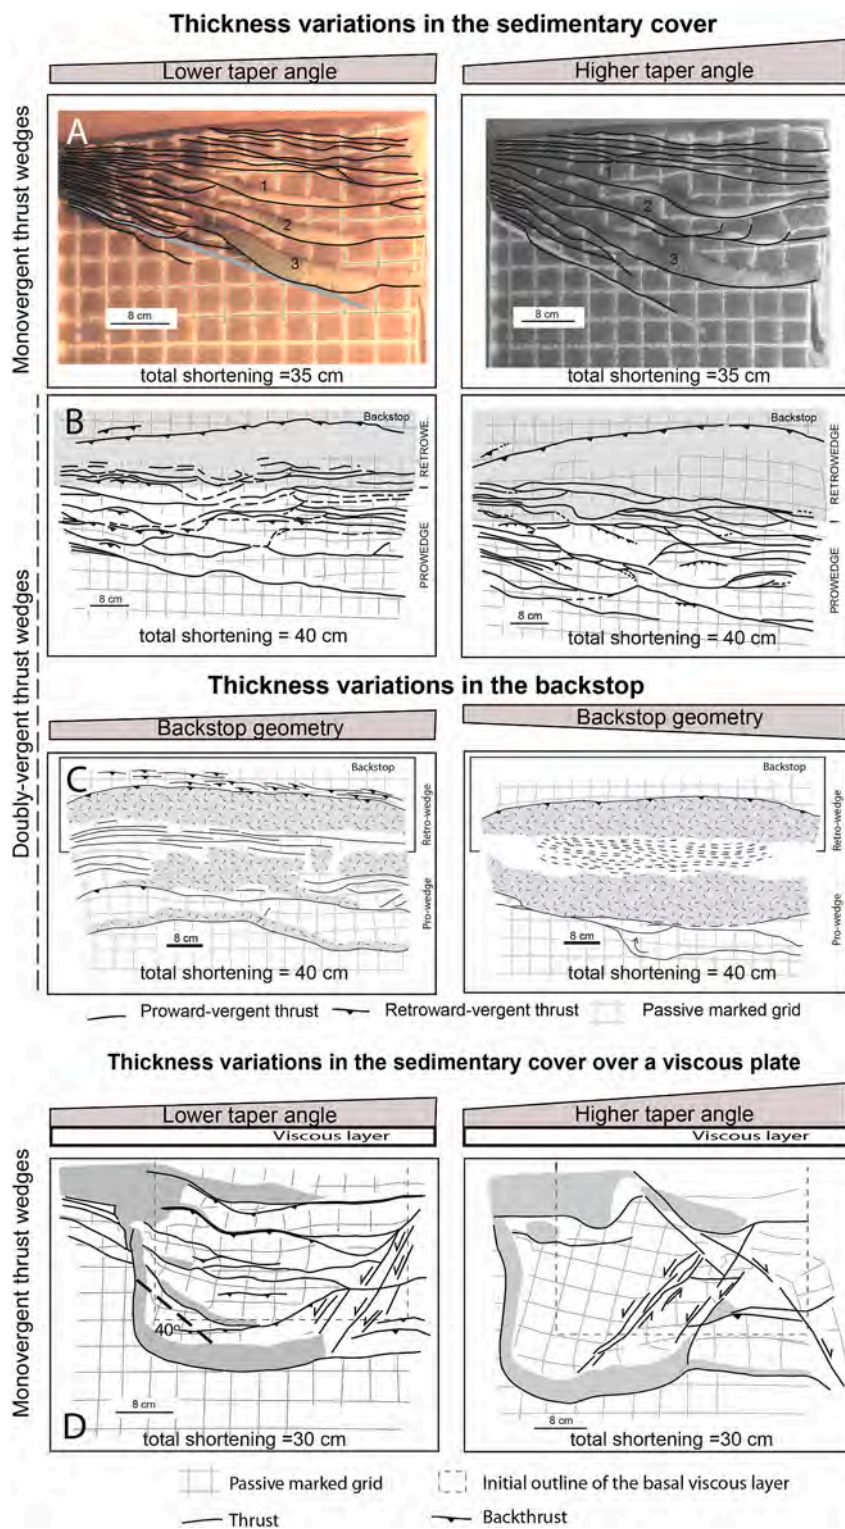 Thickness variations in the sedimentary cover
Lower taper angle
Higher taper angle
Monovergent thrust wedges
A
1
2
3
8 cm
total shortening =35 cm
1
2
3
8 cm
total shortening =35 cm
Doubly-vergent thrust wedges
B
Backstop
RETROWE.
PROWEDGE
8 cm
total shortening = 40 cm
Backstop
RETROWEDGE
PROWEDGE
8 cm
total shortening = 40 cm
Thickness variations in the backstop
Backstop geometry
Backstop geometry
C
Backstop
Retro-wedge
Pro-wedge
8 cm
total shortening = 40 cm
Backstop
Retro-wedge
Pro-wedge
8 cm
total shortening = 40 cm
Proward-vergent thrust
Retroward-vergent thrust
Passive marked grid
Thickness variations in the sedimentary cover over a viscous plate
Lower taper angle
Higher taper angle
Viscous layer
Viscous layer
Monovergent thrust wedges
40º
D
8 cm
total shortening =30 cm
8 cm
total shortening =30 cm
Passive marked grid
Initial outline of the basal viscous layer
Thrust
Backthrust